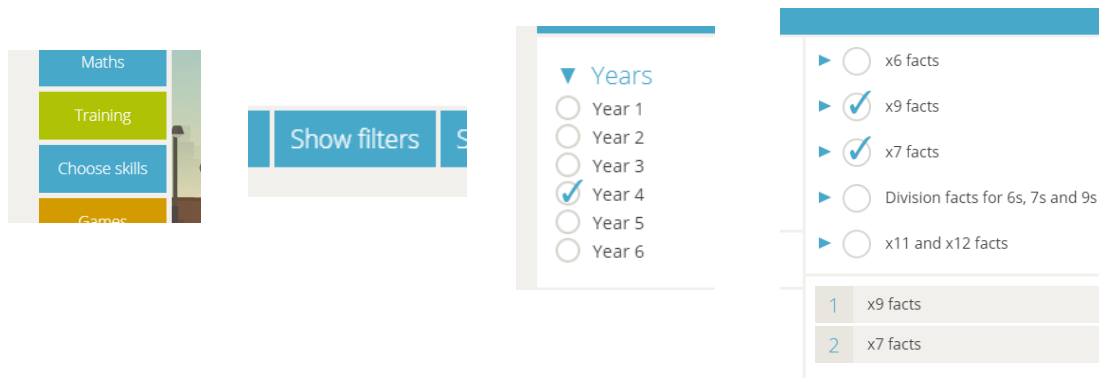 Maths
Training
Choose skills
Games
Show filters
Years
Year 1
Year 2
Year 3
Year 4
Year 5
Year 6
x6 facts
x9 facts
x7 facts
Division facts for 6s, 7s and 9s
x11 and x12 facts
1 x9 facts
2 x7 facts